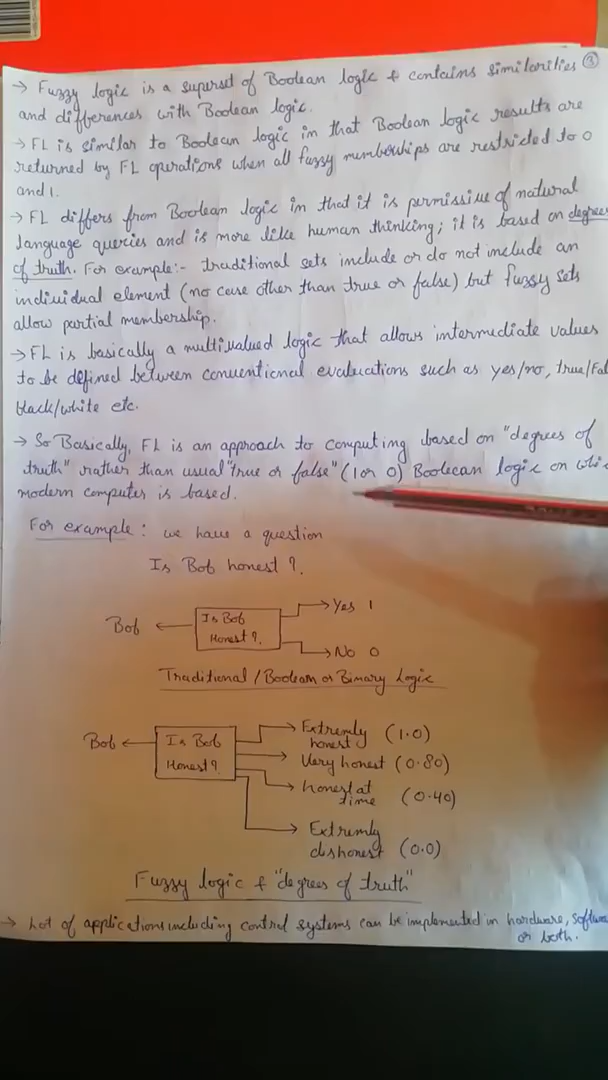 ③
→ Fuzzy logic is a superset of Boolean logic & contains similarities
and differences with Boolean logic.
→ FL is similar to Boolean logic in that Boolean logic results are
returned by FL operations when all fuzzy memberships are restricted to 0
and 1.
→ FL differs from Boolean logic in that it is permissive of natural
language queries and is more like human thinking; it is based on degrees
of truth. For example:- traditional sets include or do not include an
individual element (no case other than true or false) but fuzzy sets
allow partial membership.
→ FL is basically a multivalued logic that allows intermediate values
to be defined between conventional evaluations such as yes/no, true/Fal
black/white etc.
→ So Basically, FL is an approach to computing based on "degrees of
truth" rather than usual "true or false" (1 or 0) Boolean logic on whi
modern computer is based.
For example: we have a question
Is Bob honest?
Bob ← Is Bob Honest? → Yes 1
→ No 0
Traditional/Boolean or Binary Logic
Bob ← Is Bob Honest? → Extremly honest (1.0)
→ Very honest (0.80)
→ honest at time (0.40)
→ Extremly dishonest (0.0)
Fuzzy logic & "degrees of truth"
→ Lot of applications including control systems can be implemented in hardware, softwa
or both.